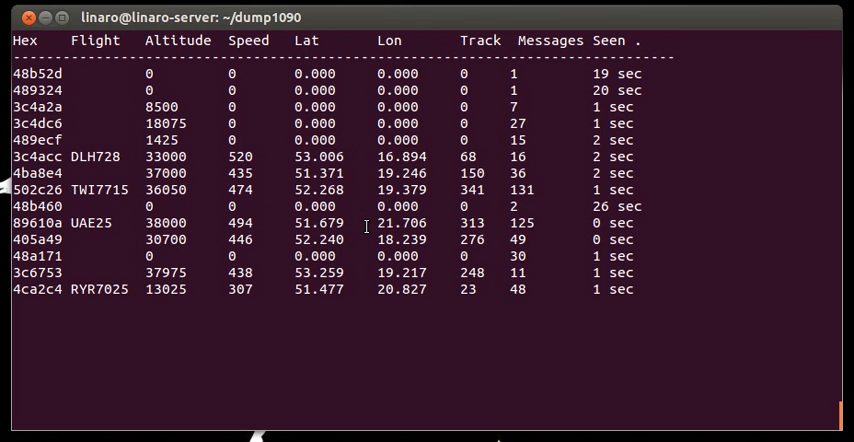 linaro@linaro-server: ~/dump1090
Hex Flight Altitude Speed Lat Lon Track Messages Seen .
--------------------------------------------------------------------------------
48b52d 0 0 0.000 0.000 0 1 19 sec
489324 0 0 0.000 0.000 0 1 20 sec
3c4a2a 8500 0 0.000 0.000 0 7 1 sec
3c4dc6 18075 0 0.000 0.000 0 27 1 sec
489ecf 1425 0 0.000 0.000 0 15 2 sec
3c4acc DLH728 33000 520 53.006 16.894 68 16 2 sec
4ba8e4 37000 435 51.371 19.246 150 36 2 sec
502c26 TWI7715 36050 474 52.268 19.379 341 131 1 sec
48b460 0 0 0.000 0.000 0 2 26 sec
89610a UAE25 38000 494 51.679 21.706 313 125 0 sec
405a49 30700 446 52.240 18.239 276 49 0 sec
48a171 0 0 0.000 0.000 0 30 1 sec
3c6753 37975 438 53.259 19.217 248 11 1 sec
4ca2c4 RYR7025 13025 307 51.477 20.827 23 48 1 sec